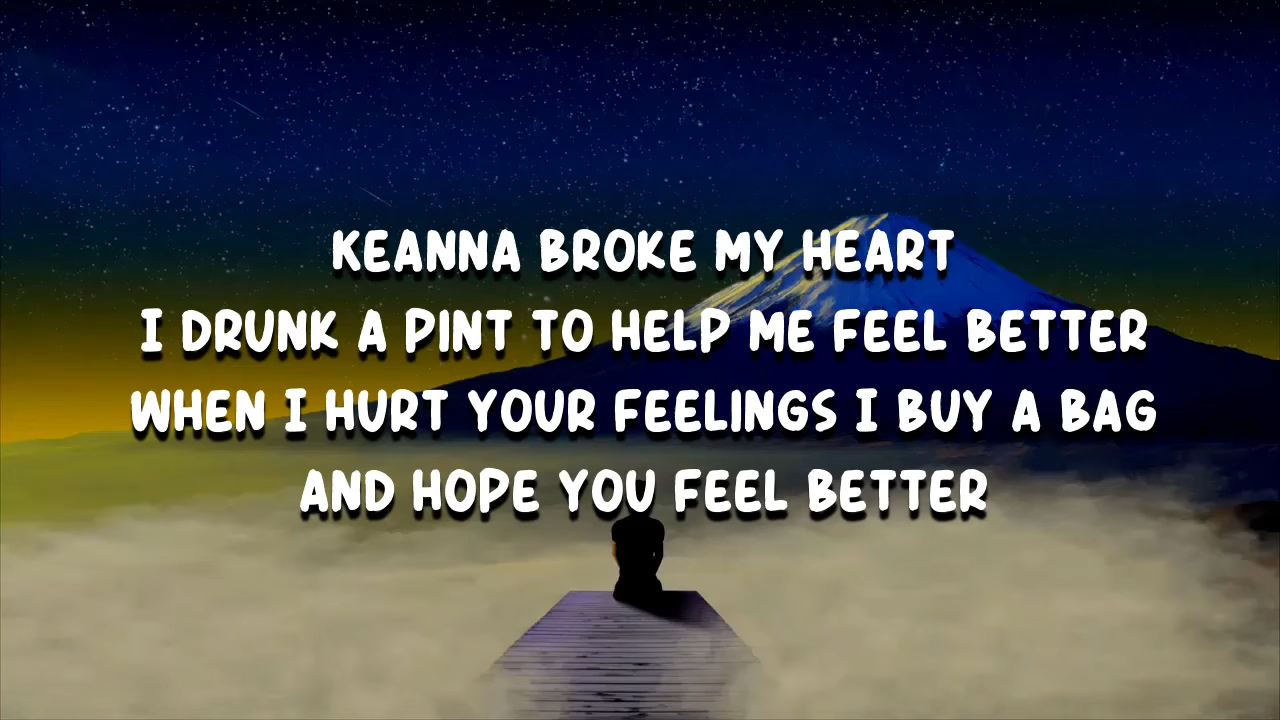 KEANNA BROKE MY HEART
I DRUNK A PINT TO HELP ME FEEL BETTER
WHEN I HURT YOUR FEELINGS I BUY A BAG
AND HOPE YOU FEEL BETTER